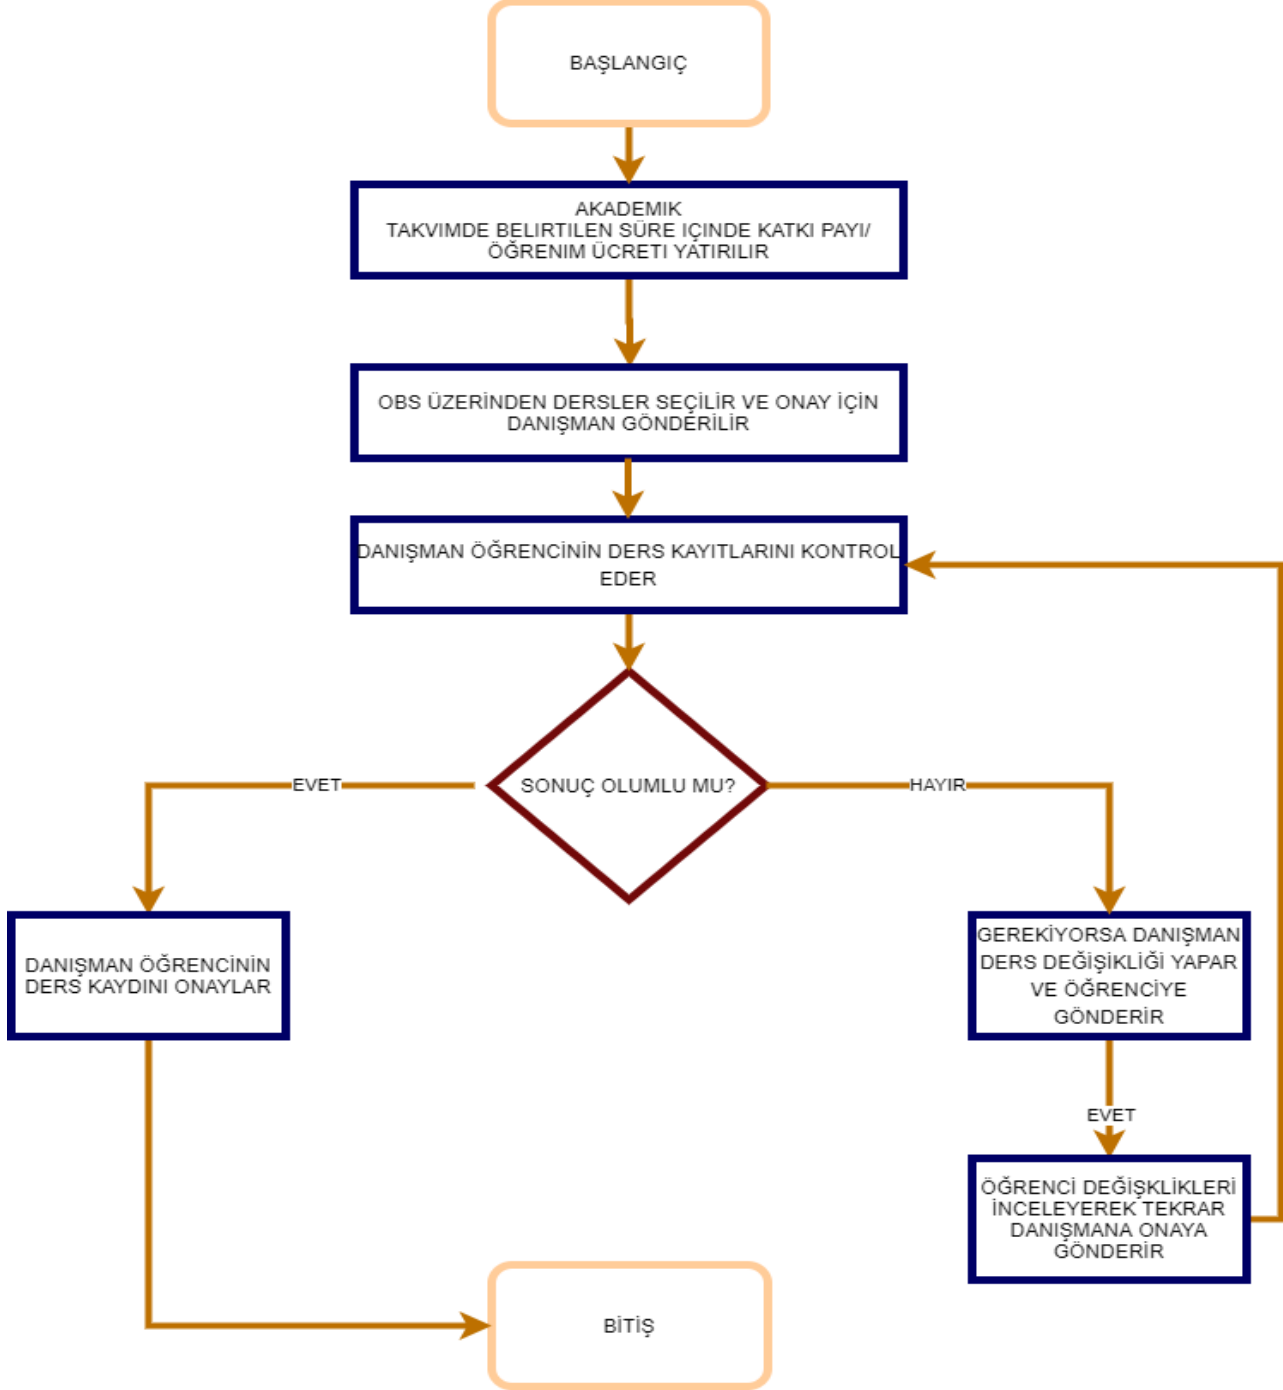 BAŞLANGIÇ
AKADEMIK
TAKVIMDE BELIRTILEN SÜRE IÇINDE KATKI PAYI/
ÖĞRENIM ÜCRETI YATIRILIR
OBS ÜZERİNDEN DERSLER SEÇİLİR VE ONAY İÇİN
DANIŞMAN GÖNDERİLİR
DANIŞMAN ÖĞRENCİNİN DERS KAYITLARINI KONTROL
EDER
SONUÇ OLUMLU MU?
EVET
HAYIR
DANIŞMAN ÖĞRENCİNİN
DERS KAYDINI ONAYLAR
GEREKİYORSA DANIŞMAN
DERS DEĞİŞİKLİĞİ YAPAR
VE ÖĞRENCİYE
GÖNDERİR
EVET
ÖĞRENCİ DEĞİŞKLİKLERİ
İNCELEYEREK TEKRAR
DANIŞMANA ONAYA
GÖNDERİR
BİTİŞ